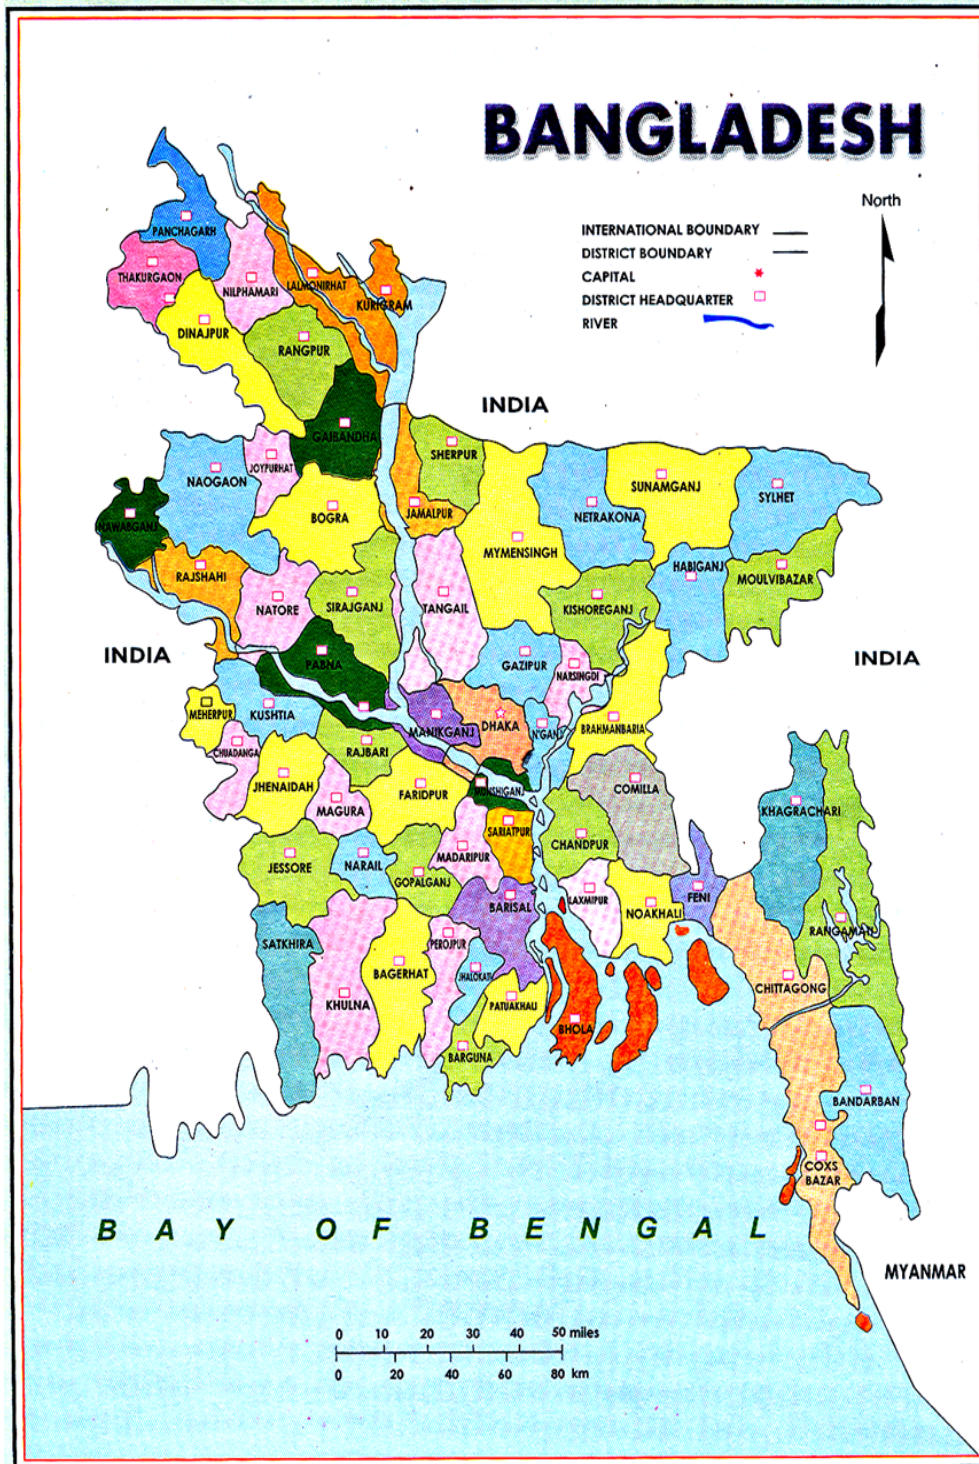 BANGLADESH
North
INTERNATIONAL BOUNDARY
DISTRICT BOUNDARY
CAPITAL
DISTRICT HEADQUARTER
RIVER
PANCHAGARH
THAKURGAON
NILPHAMARI
LALMONIRHAT
KURIGRAM
DINAJPUR
RANGPUR
INDIA
GAIBANDHA
SHERPUR
JOYPURHAT
NAOGAON
SUNAMGANJ
SYLHET
BOGRA
JAMALPUR
NETRAKONA
NAWABGANJ
MYMENSINGH
HABIGANJ
RAJSHAHI
MOULVIBAZAR
NATORE
SIRAJGANJ
TANGAIL
KISHOREGANJ
INDIA
PABNA
GAZIPUR
NARSINGDI
INDIA
MEHERPUR
KUSHTIA
MANIKGANJ
DHAKA
N'GANJ
BRAHMANBARIA
CHUADANGA
RAJBARI
JHENAIDAH
MAGURA
FARIDPUR
MUNSHIGANJ
COMILLA
KHAGRACHARI
SARIATPUR
JESSORE
NARAIL
MADARIPUR
CHANDPUR
GOPALGANJ
BARISAL
LAXMIPUR
NOAKHALI
FENI
RANGAMATI
SATKHIRA
PEROJPUR
BAGERHAT
JHALOKATI
KHULNA
PATUAKHALI
CHITTAGONG
BHOLA
BARGUNA
BANDARBAN
COXS
BAZAR
BAY OF BENGAL
MYANMAR
0 10 20 30 40 50 miles
0 20 40 60 80 km